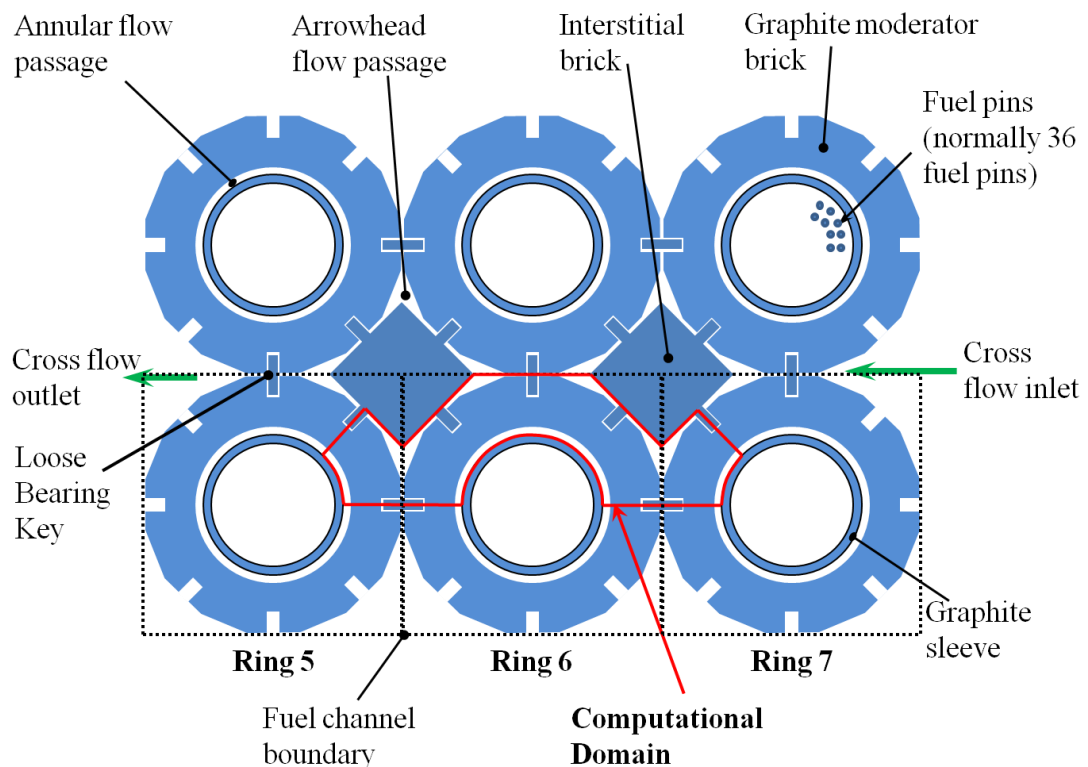 Annular flow
passage
Arrowhead
flow passage
Interstitial
brick
Graphite moderator
brick
Fuel pins
(normally 36
fuel pins)
Cross flow
outlet
Cross
flow inlet
Loose
Bearing
Key
Graphite
sleeve
Ring 5
Ring 6
Ring 7
Fuel channel
boundary
Computational
Domain